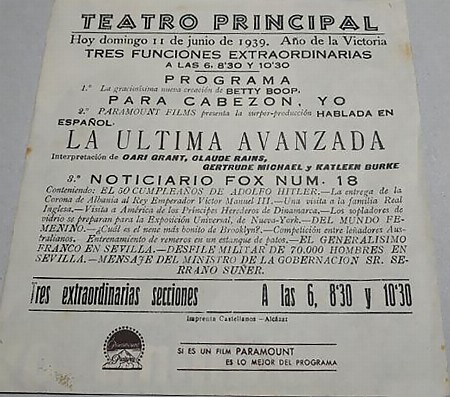 TEATRO PRINCIPAL
Hoy domingo 11 de junio de 1939. Año de la Victoria
TRES FUNCIONES EXTRAORDINARIAS
A LAS 6, 8'30 Y 10'30
PROGRAMA
1.º La graciosísima nueva creación de BETTY BOOP.
PARA CABEZON, YO
2.º PARAMOUNT FILMS presenta la surper-producción HABLADA EN
ESPAÑOL.
LA ULTIMA AVANZADA
Interpretación de CARI GRANT, CLAUDE RAINS,
GERTRUDE MICHAEL y KATLEEN BURKE
3.º NOTICIARIO FOX NUM. 18
Conteniendo: EL 50 CUMPLEAÑOS DE ADOLFO HITLER.—La entrega de la
Corona de Albania al Rey Emperador Víctor Manuel III.—Una visita a la familia Real
Inglesa.—Visita a América de los Príncipes Herederos de Dinamarca.—Los sopladores de
vidrio se preparan para la Exposición Universal, de Nueva-York.—DEL MUNDO FE-
MENINO.—¿Cuál es el nene más bonito de Brooklyn?.—Competición entre leñadores Aus-
tralianos. Entrenamiento de remeros en un estanque de patos.—EL GENERALISIMO
FRANCO EN SEVILLA.—DESFILE MILITAR DE 70.000 HOMBRES EN
SEVILLA.—MENSAJE DEL MINISTRO DE LA GOBERNACION SR. SE-
RRANO SUÑER.
Tres extraordinarias secciones A las 6, 8'30 y 10'30
Imprenta Castellanos—Alcázar
Paramount
Pictures
SI ES UN FILM PARAMOUNT
ES LO MEJOR DEL PROGRAMA